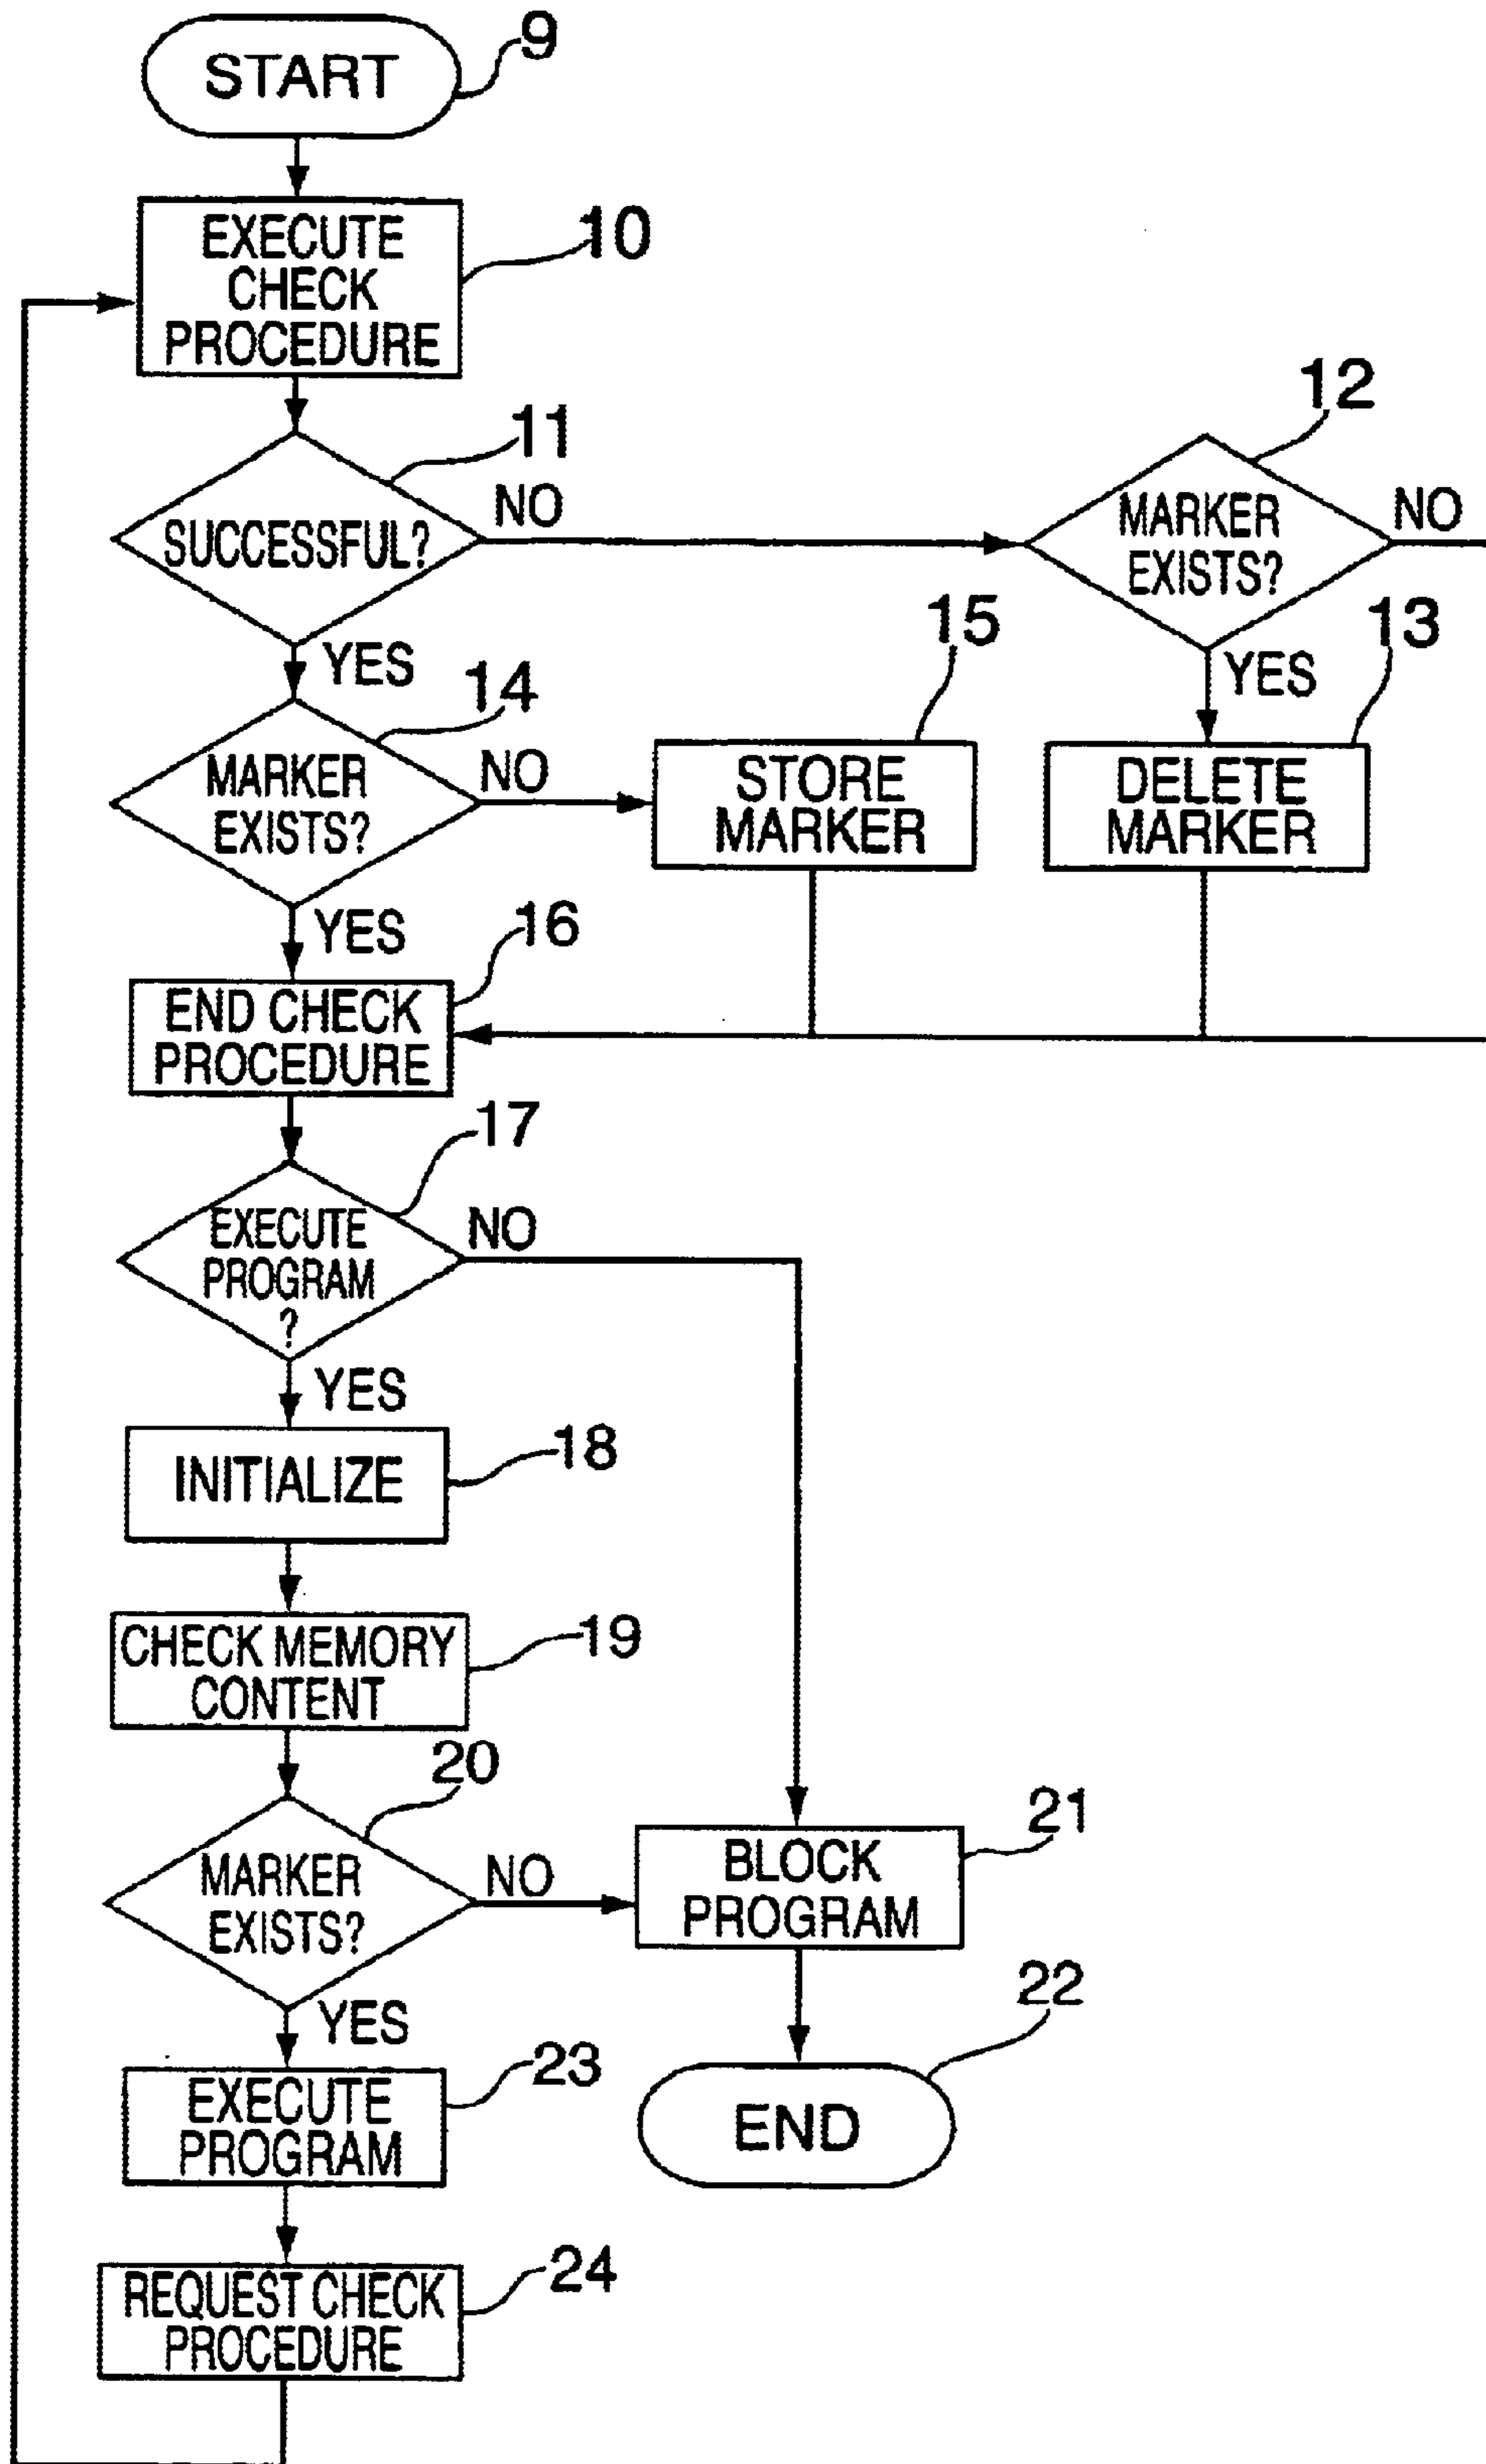 START
9
EXECUTE
CHECK
PROCEDURE
10
SUCCESSFUL?
11
NO
MARKER
EXISTS?
12
NO
YES
YES
MARKER
EXISTS?
14
NO
STORE
MARKER
15
DELETE
MARKER
13
YES
END CHECK
PROCEDURE
16
EXECUTE
PROGRAM
?
17
NO
YES
INITIALIZE
18
CHECK MEMORY
CONTENT
19
MARKER
EXISTS?
20
NO
BLOCK
PROGRAM
21
YES
END
22
EXECUTE
PROGRAM
23
REQUEST CHECK
PROCEDURE
24